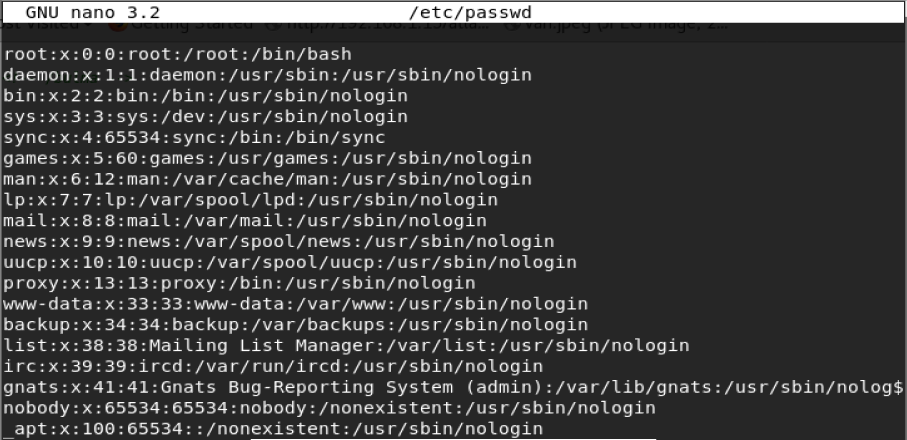 GNU nano 3.2 /etc/passwd
root:x:0:0:root:/root:/bin/bash
daemon:x:1:1:daemon:/usr/sbin:/usr/sbin/nologin
bin:x:2:2:bin:/bin:/usr/sbin/nologin
sys:x:3:3:sys:/dev:/usr/sbin/nologin
sync:x:4:65534:sync:/bin:/bin/sync
games:x:5:60:games:/usr/games:/usr/sbin/nologin
man:x:6:12:man:/var/cache/man:/usr/sbin/nologin
lp:x:7:7:lp:/var/spool/lpd:/usr/sbin/nologin
mail:x:8:8:mail:/var/mail:/usr/sbin/nologin
news:x:9:9:news:/var/spool/news:/usr/sbin/nologin
uucp:x:10:10:uucp:/var/spool/uucp:/usr/sbin/nologin
proxy:x:13:13:proxy:/bin:/usr/sbin/nologin
www-data:x:33:33:www-data:/var/www:/usr/sbin/nologin
backup:x:34:34:backup:/var/backups:/usr/sbin/nologin
list:x:38:38:Mailing List Manager:/var/list:/usr/sbin/nologin
irc:x:39:39:ircd:/var/run/ircd:/usr/sbin/nologin
gnats:x:41:41:Gnats Bug-Reporting System (admin):/var/lib/gnats:/usr/sbin/nolog$
nobody:x:65534:65534:nobody:/nonexistent:/usr/sbin/nologin
_apt:x:100:65534::/nonexistent:/usr/sbin/nologin